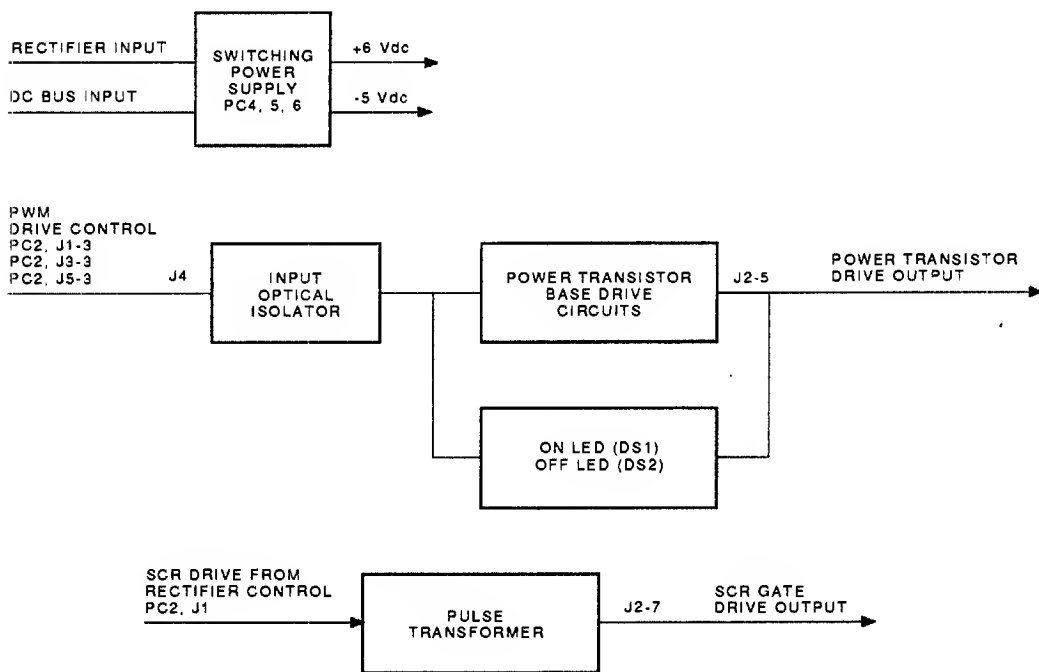 RECTIFIER INPUT
DC BUS INPUT
SWITCHING
POWER
SUPPLY
PC4, 5, 6
+6 Vdc
-5 Vdc
PWM
DRIVE CONTROL
PC2, J1-3
PC2, J3-3
PC2, J5-3
J4
INPUT
OPTICAL
ISOLATOR
POWER TRANSISTOR
BASE DRIVE
CIRCUITS
J2-5
POWER TRANSISTOR
DRIVE OUTPUT
ON LED (DS1)
OFF LED (DS2)
SCR DRIVE FROM
RECTIFIER CONTROL
PC2, J1
PULSE
TRANSFORMER
J2-7
SCR GATE
DRIVE OUTPUT